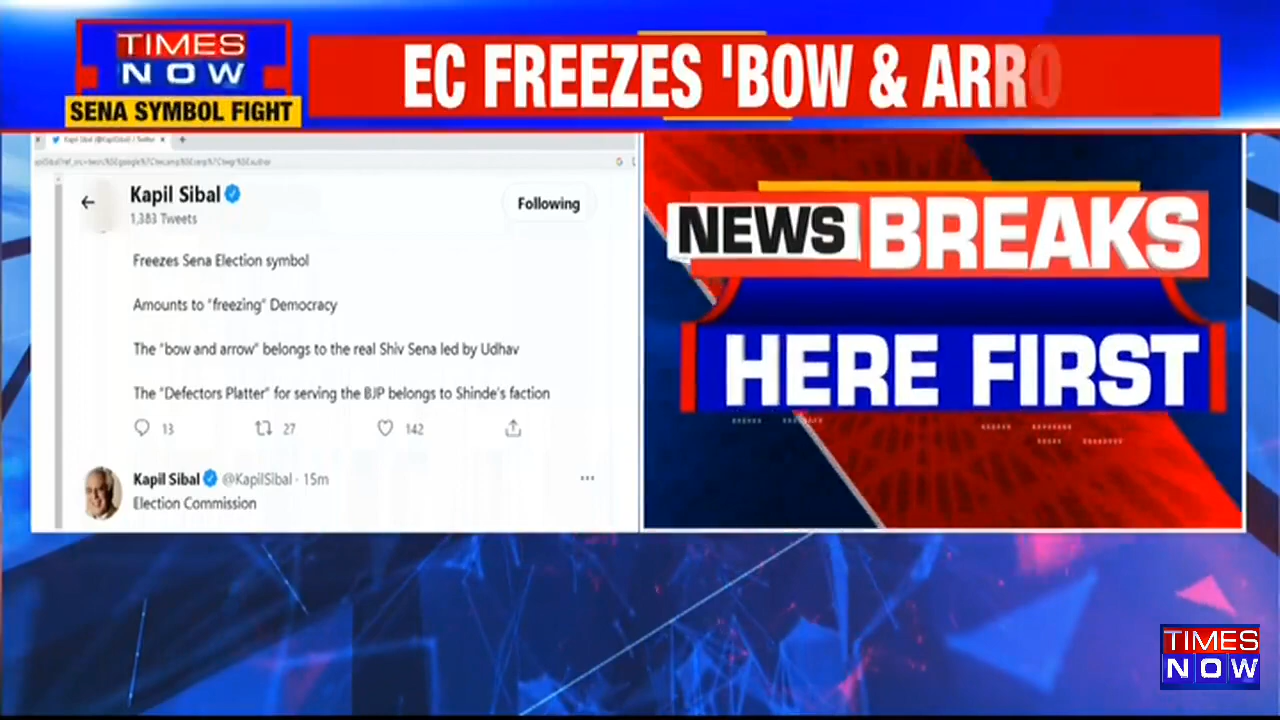 TIMES
NOW
SENA SYMBOL FIGHT
EC FREEZES 'BOW & ARRO
Kapil Sibal
1,383 Tweets
Following
Freezes Sena Election symbol
Amounts to "freezing" Democracy
The "bow and arrow" belongs to the real Shiv Sena led by Udhav
The "Defectors Platter" for serving the BJP belongs to Shinde's faction
13 27 142
Kapil Sibal @KapilSibal · 15m
Election Commission
NEWS BREAKS
HERE FIRST
TIMES
NOW